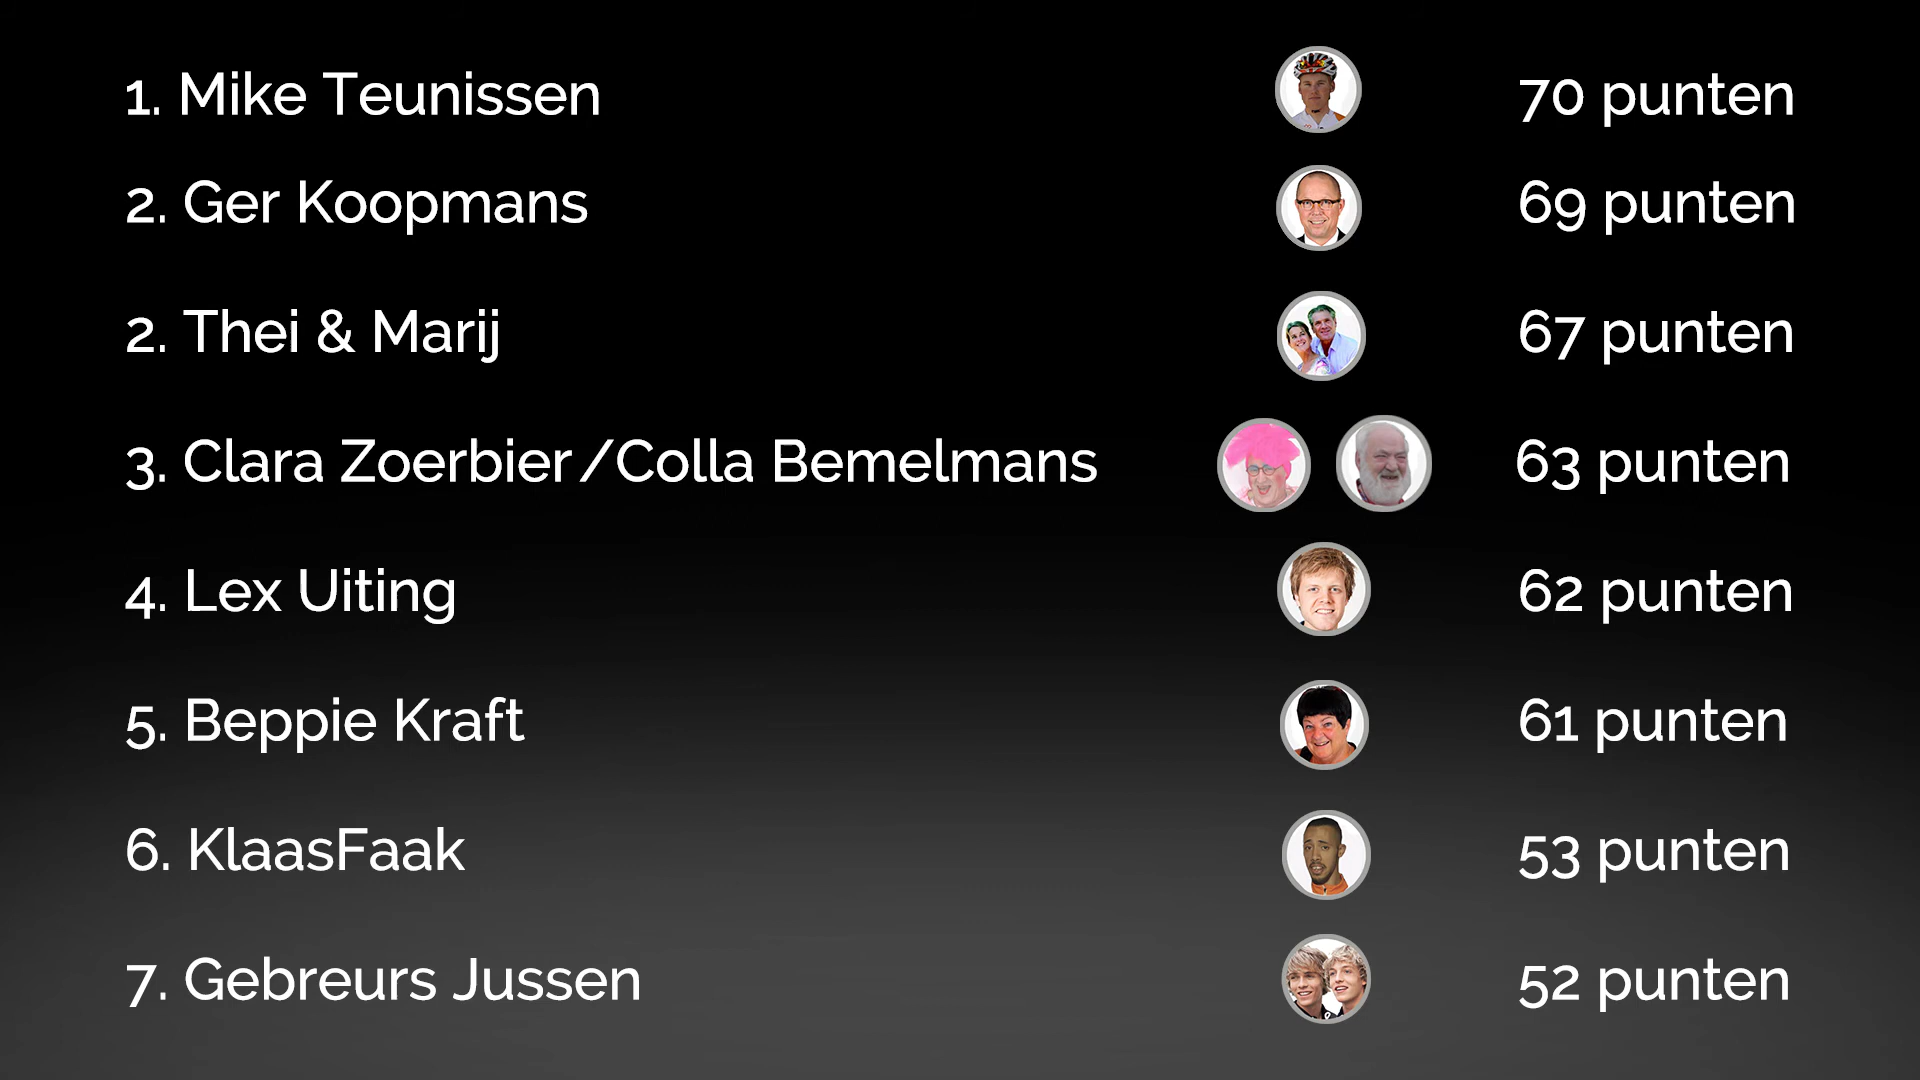 1. Mike Teunissen 70 punten
2. Ger Koopmans 69 punten
2. Thei & Marij 67 punten
3. Clara Zoerbier/Colla Bemelmans 63 punten
4. Lex Uiting 62 punten
5. Beppie Kraft 61 punten
6. KlaasFaak 53 punten
7. Gebreurs Jussen 52 punten